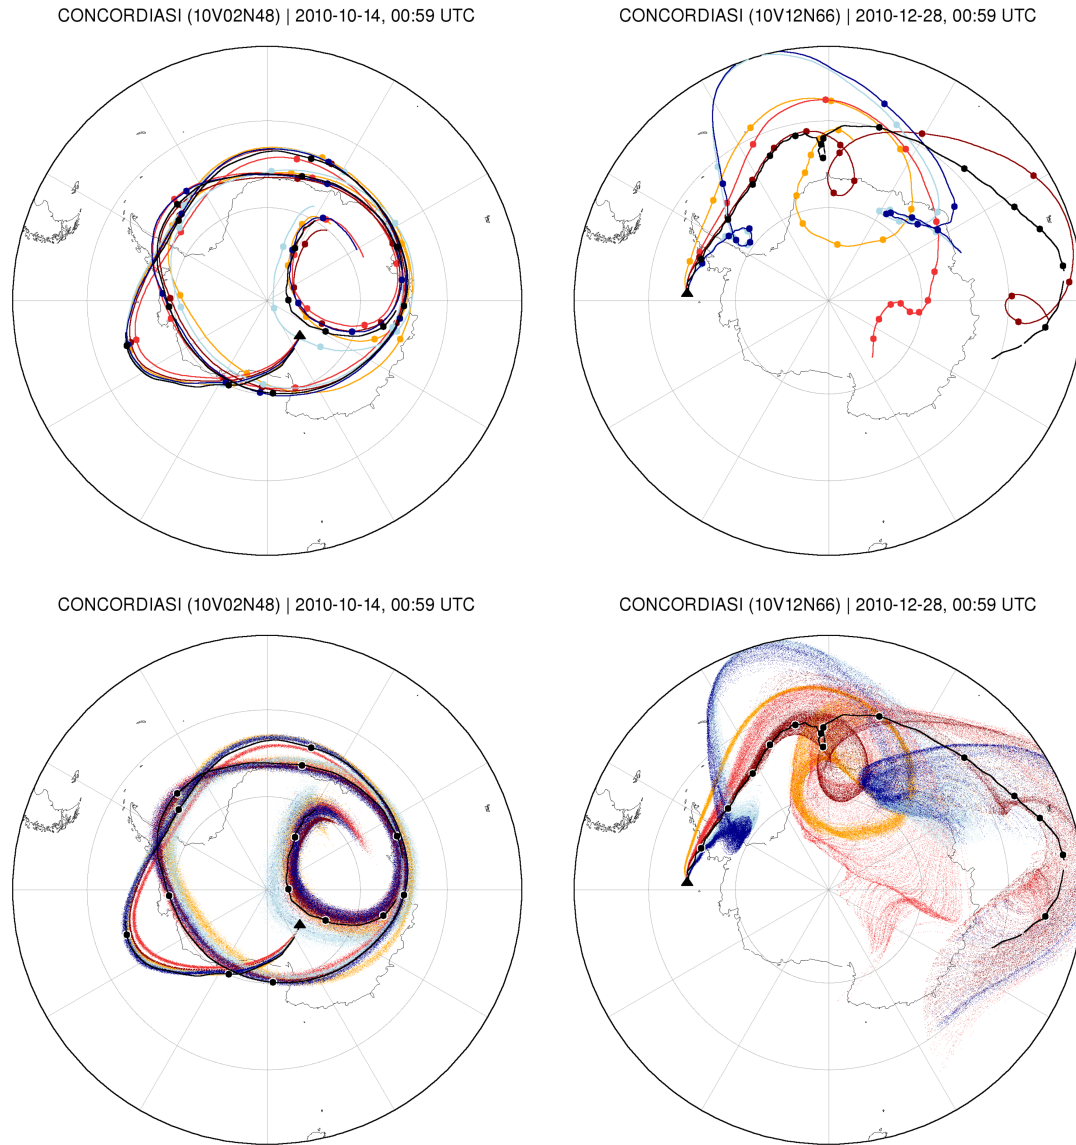 CONCORDIASI (10V02N48) | 2010-10-14, 00:59 UTC
CONCORDIASI (10V12N66) | 2010-12-28, 00:59 UTC
CONCORDIASI (10V02N48) | 2010-10-14, 00:59 UTC
CONCORDIASI (10V12N66) | 2010-12-28, 00:59 UTC